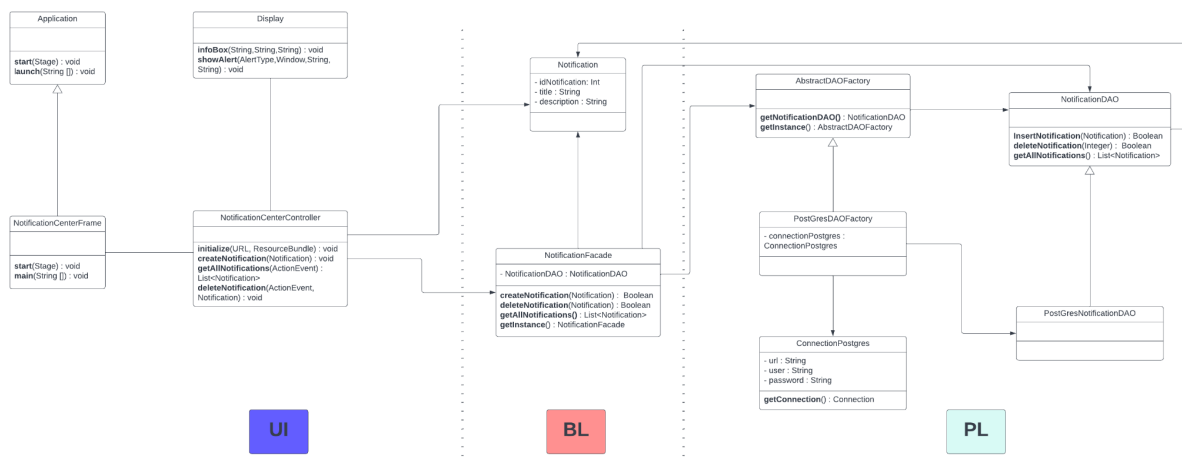 Application
start(Stage) : void
launch(String []) : void
Display
infoBox(String,String,String) : void
showAlert(AlertType,Window,String,
String) : void
NotificationCenterFrame
start(Stage) : void
main(String []) : void
NotificationCenterController
initialize(URL, ResourceBundle) : void
createNotification(Notification) : void
getAllNotifications(ActionEvent) :
List<Notification>
deleteNotification(ActionEvent,
Notification) : void
UI
Notification
- idNotification: Int
- title : String
- description : String
NotificationFacade
- NotificationDAO : NotificationDAO
createNotification(Notification) : Boolean
deleteNotification(Notification) : Boolean
getAllNotifications() : List<Notification>
getInstance() : NotificationFacade
BL
AbstractDAOFactory
getNotificationDAO() : NotificationDAO
getInstance() : AbstractDAOFactory
NotificationDAO
InsertNotification(Notification) : Boolean
deleteNotification(Integer) : Boolean
getAllNotifications() : List<Notification>
PostGresDAOFactory
- connectionPostgres :
ConnectionPostgres
PostGresNotificationDAO
ConnectionPostgres
- url : String
- user : String
- password : String
getConnection() : Connection
PL